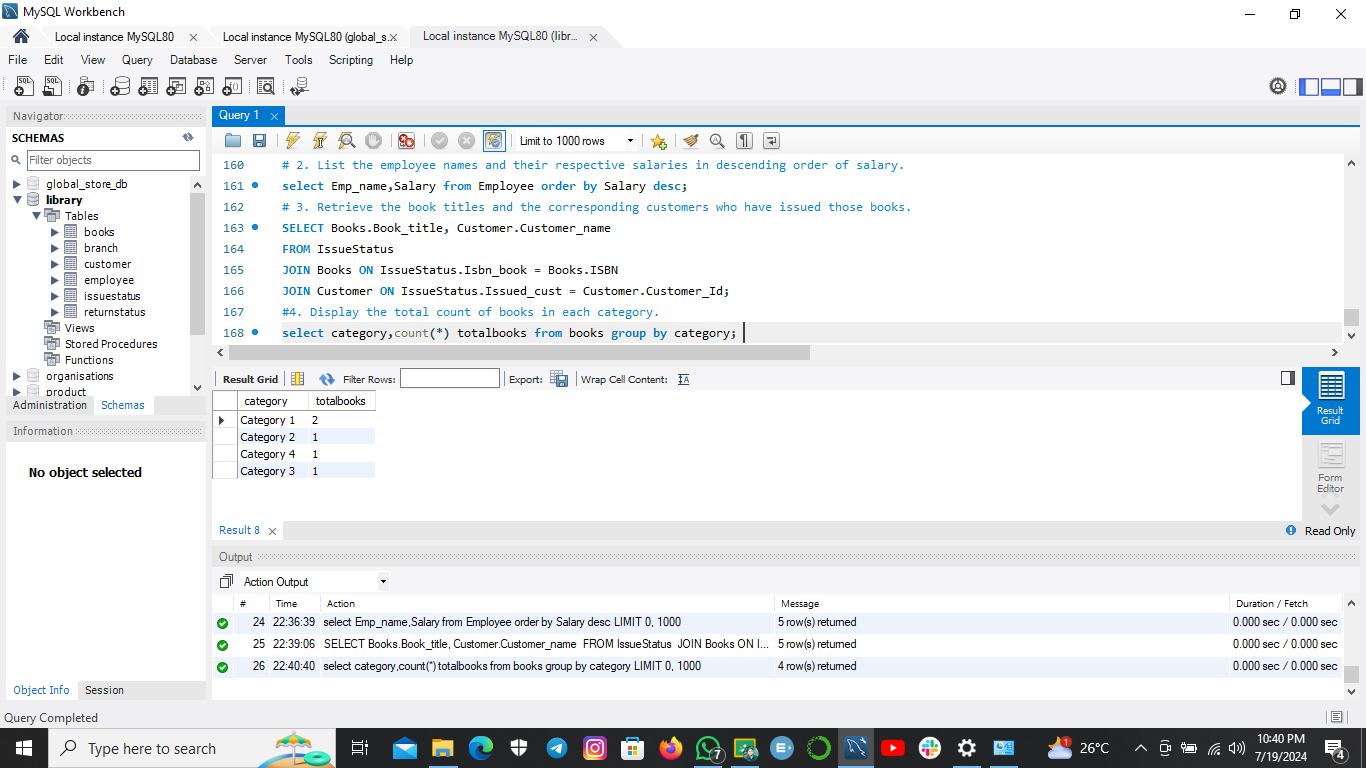 MySQL Workbench
Local instance MySQL80
Local instance MySQL80 (global_s...
Local instance MySQL80 (libr...
File Edit View Query Database Server Tools Scripting Help
Navigator
SCHEMAS
Filter objects
global_store_db
library
Tables
books
branch
customer
employee
issuestatus
returnstatus
Views
Stored Procedures
Functions
organisations
product
Administration Schemas
Information
No object selected
Object Info Session
Query 1
Limit to 1000 rows
160 # 2. List the employee names and their respective salaries in descending order of salary.
161 select Emp_name,Salary from Employee order by Salary desc;
162 # 3. Retrieve the book titles and the corresponding customers who have issued those books.
163 SELECT Books.Book_title, Customer.Customer_name
164 FROM IssueStatus
165 JOIN Books ON IssueStatus.Isbn_book = Books.ISBN
166 JOIN Customer ON IssueStatus.Issued_cust = Customer.Customer_Id;
167 #4. Display the total count of books in each category.
168 select category,count(*) totalbooks from books group by category;
Result Grid Filter Rows: Export: Wrap Cell Content:
category totalbooks
Category 1 2
Category 2 1
Category 4 1
Category 3 1
Result Grid
Form Editor
Result 8
Read Only
Output
Action Output
# Time Action Message Duration / Fetch
24 22:36:39 select Emp_name,Salary from Employee order by Salary desc LIMIT 0, 1000 5 row(s) returned 0.000 sec / 0.000 sec
25 22:39:06 SELECT Books.Book_title, Customer.Customer_name FROM IssueStatus JOIN Books ON I... 5 row(s) returned 0.000 sec / 0.000 sec
26 22:40:40 select category,count(*) totalbooks from books group by category LIMIT 0, 1000 4 row(s) returned 0.000 sec / 0.000 sec
Query Completed
Type here to search
7
1
26°C
10:40 PM
7/19/2024
4